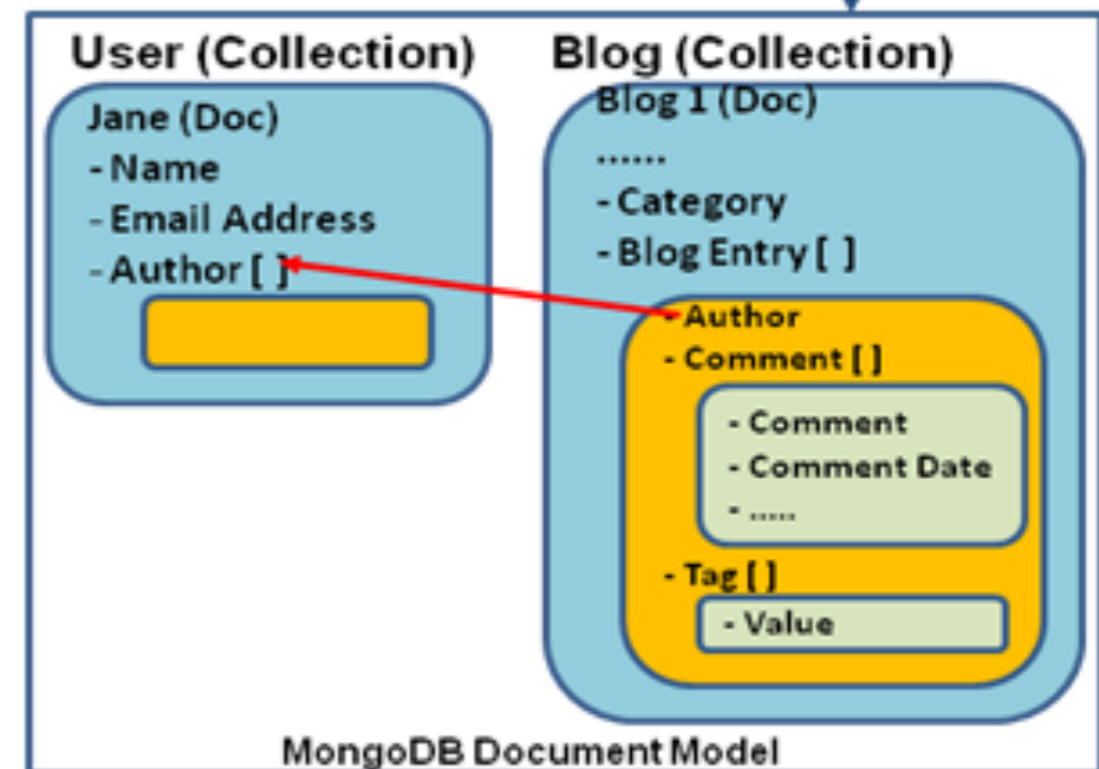 User (Collection)
Jane (Doc)
- Name
- Email Address
- Author [ ]
Blog (Collection)
Blog 1 (Doc)
......
- Category
- Blog Entry [ ]
- Author
- Comment [ ]
- Comment
- Comment Date
- .....
- Tag [ ]
- Value
MongoDB Document Model